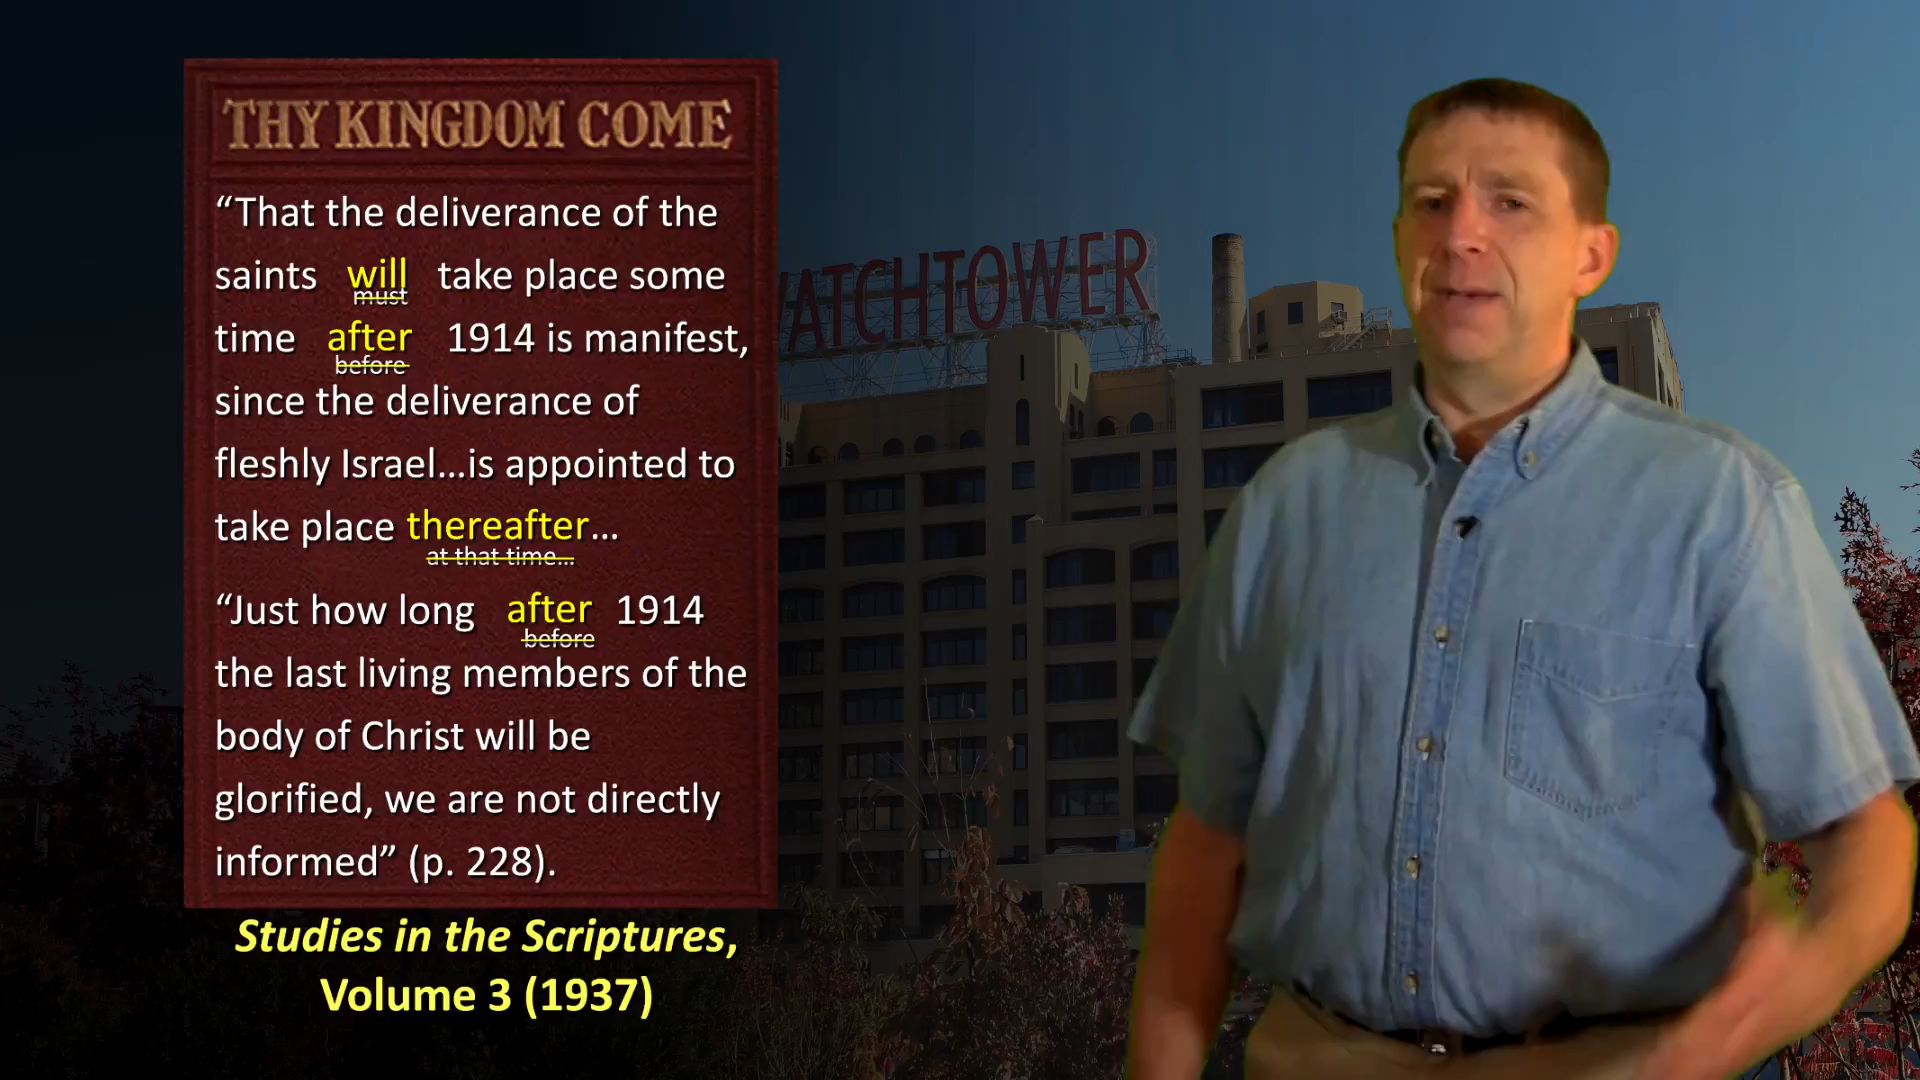 THY KINGDOM COME
“That the deliverance of the
saints will take place some
must
time after 1914 is manifest,
before
since the deliverance of
fleshly Israel...is appointed to
take place thereafter...
at that time...
“Just how long after 1914
before
the last living members of the
body of Christ will be
glorified, we are not directly
informed” (p. 228).
Studies in the Scriptures,
Volume 3 (1937)
WATCHTOWER